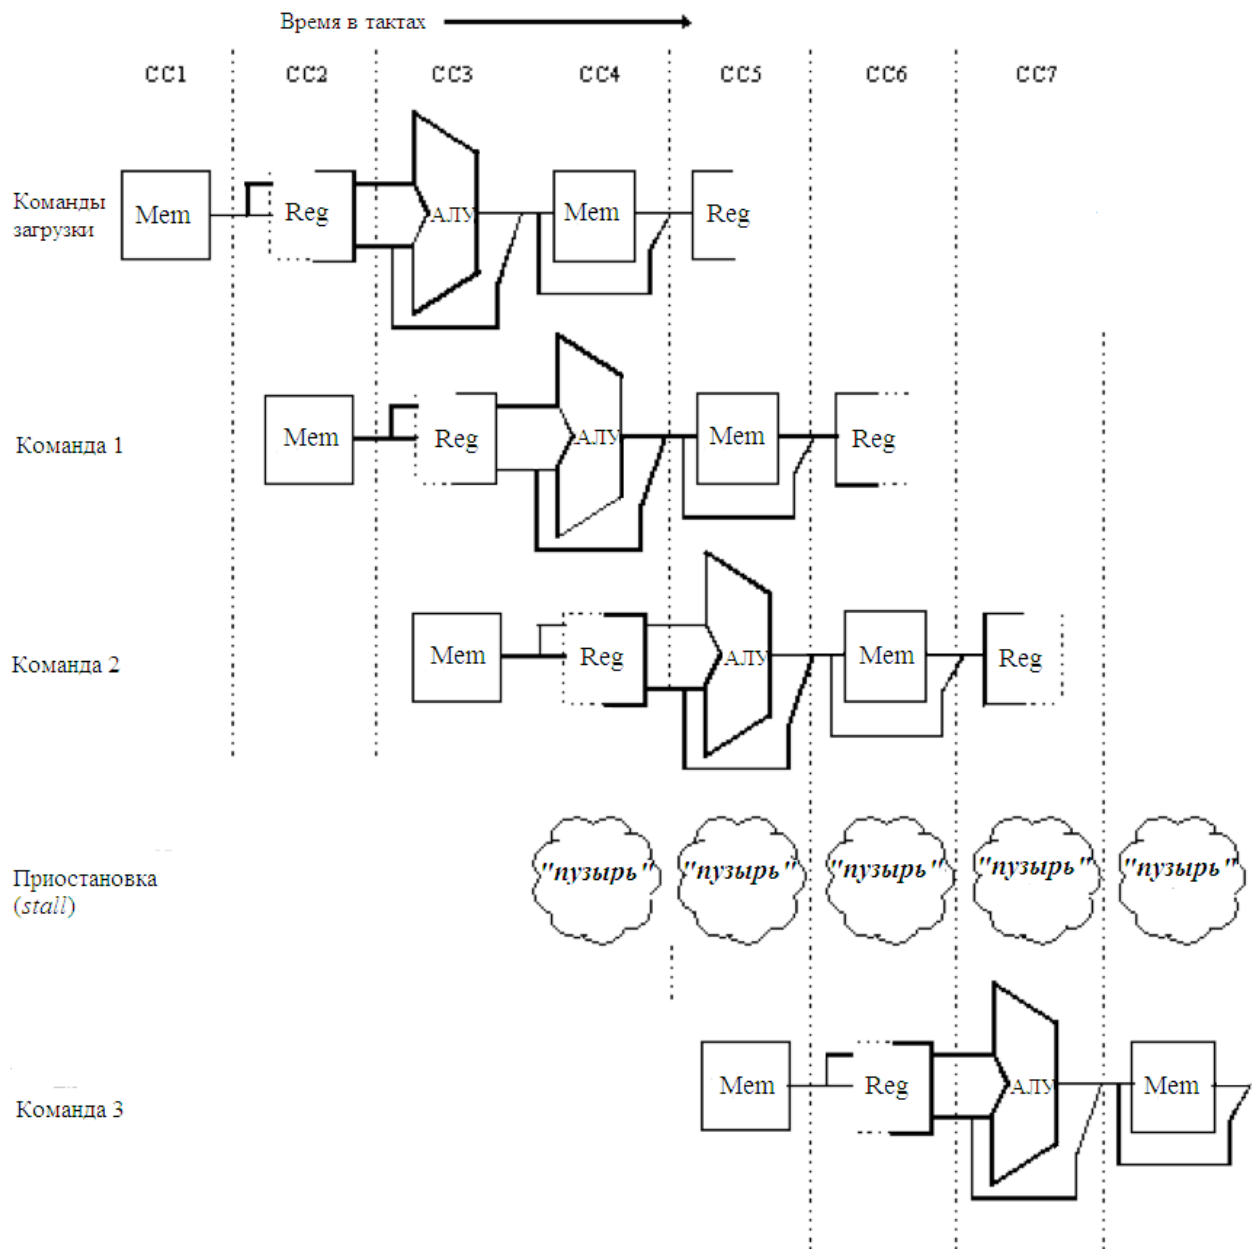 Время в тактах
CC1 CC2 CC3 CC4 CC5 CC6 CC7
Команды
загрузки
Mem Reg АЛУ Mem Reg
Команда 1
Mem Reg АЛУ Mem Reg
Команда 2
Mem Reg АЛУ Mem Reg
Приостановка
(stall)
"пузырь" "пузырь" "пузырь" "пузырь" "пузырь"
Команда 3
Mem Reg АЛУ Mem